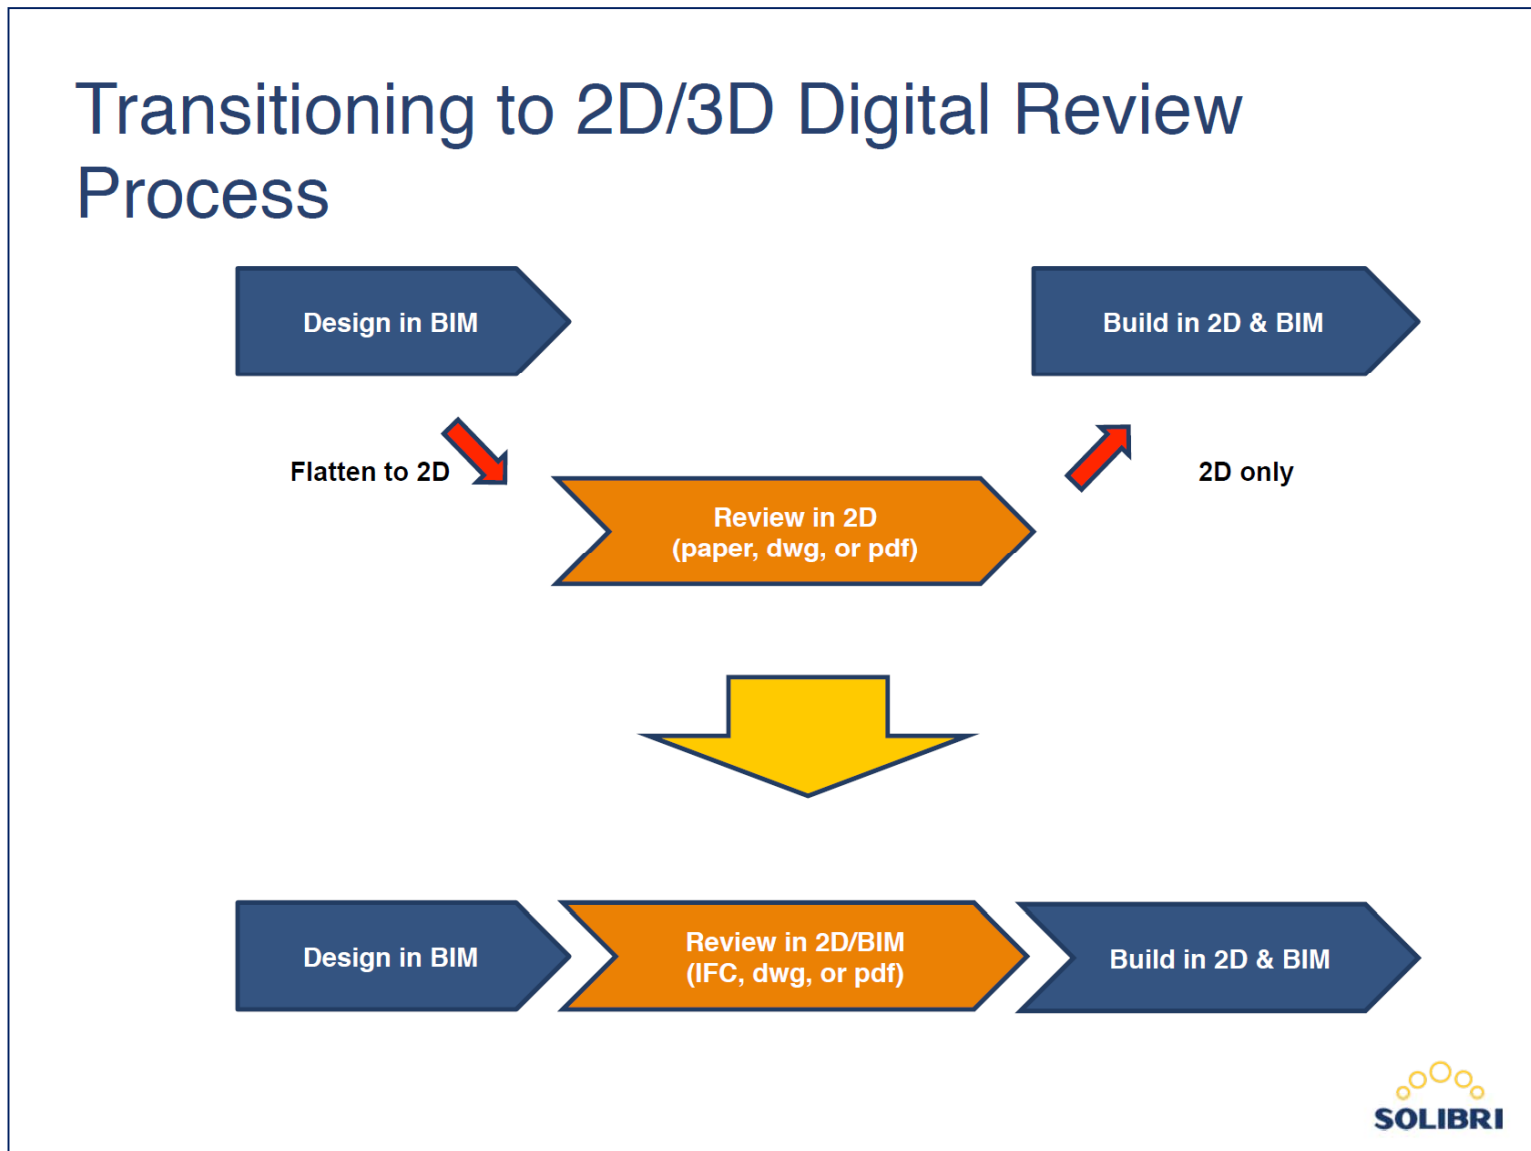 Transitioning to 2D/3D Digital Review
Process
Design in BIM
Build in 2D & BIM
Flatten to 2D
2D only
Review in 2D
(paper, dwg, or pdf)
Design in BIM
Review in 2D/BIM
(IFC, dwg, or pdf)
Build in 2D & BIM
SOLIBRI